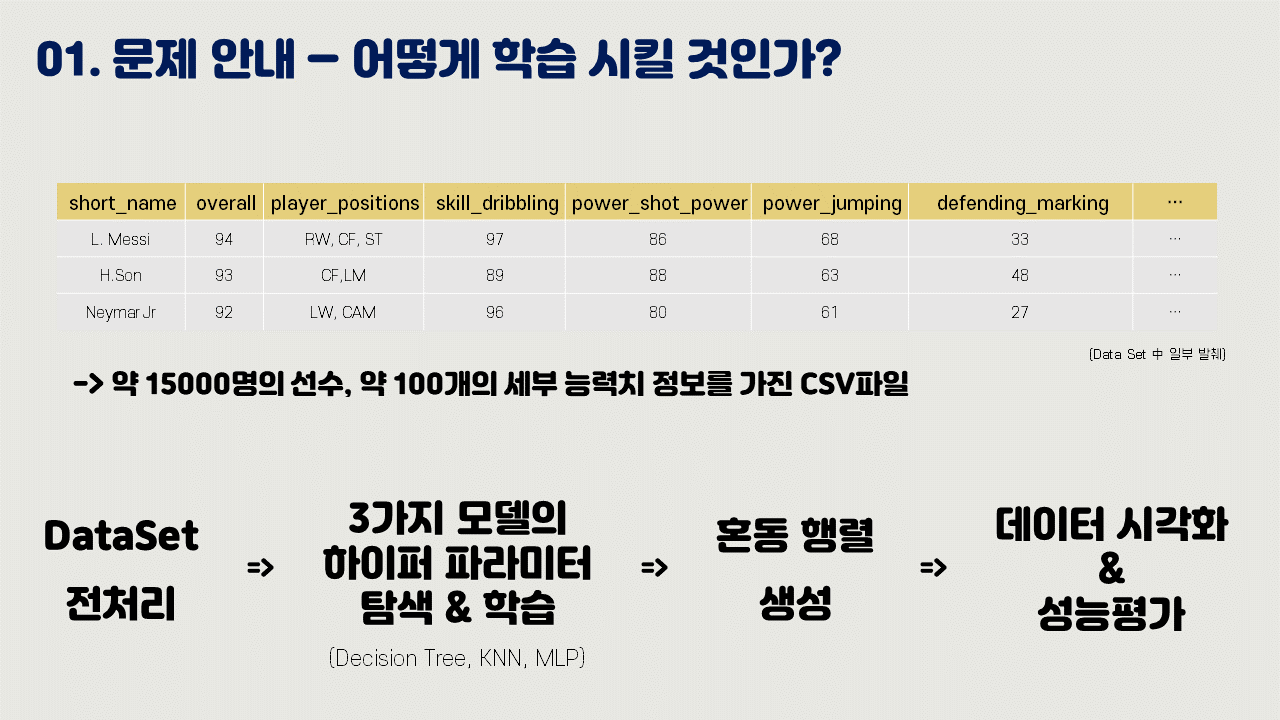 01. 문제 안내 – 어떻게 학습 시킬 것인가?
short_name overall player_positions skill_dribbling power_shot_power power_jumping defending_marking ...
L. Messi 94 RW, CF, ST 97 86 68 33 ...
H.Son 93 CF,LM 89 88 63 48 ...
Neymar Jr 92 LW, CAM 96 80 61 27 ...
(Data Set 中 일부 발췌)
-> 약 15000명의 선수, 약 100개의 세부 능력치 정보를 가진 CSV파일
DataSet
전처리
=>
3가지 모델의
하이퍼 파라미터
탐색 & 학습
(Decision Tree, KNN, MLP)
=>
혼동 행렬
생성
=>
데이터 시각화
&
성능평가